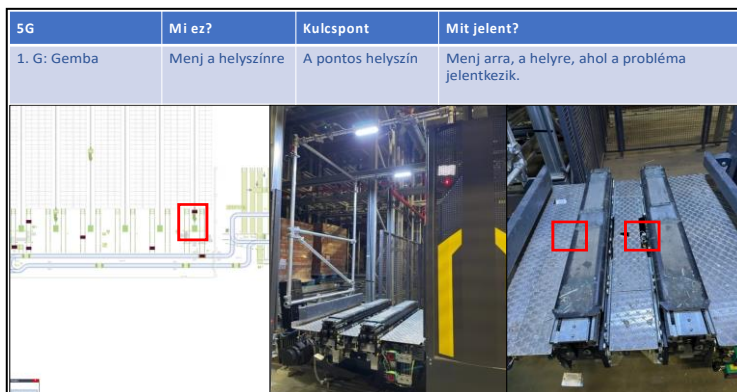 5G Mi ez? Kulcspont Mit jelent?
1. G: Gemba Menj a helyszínre A pontos helyszín Menj arra, a helyre, ahol a probléma
jelentkezik.